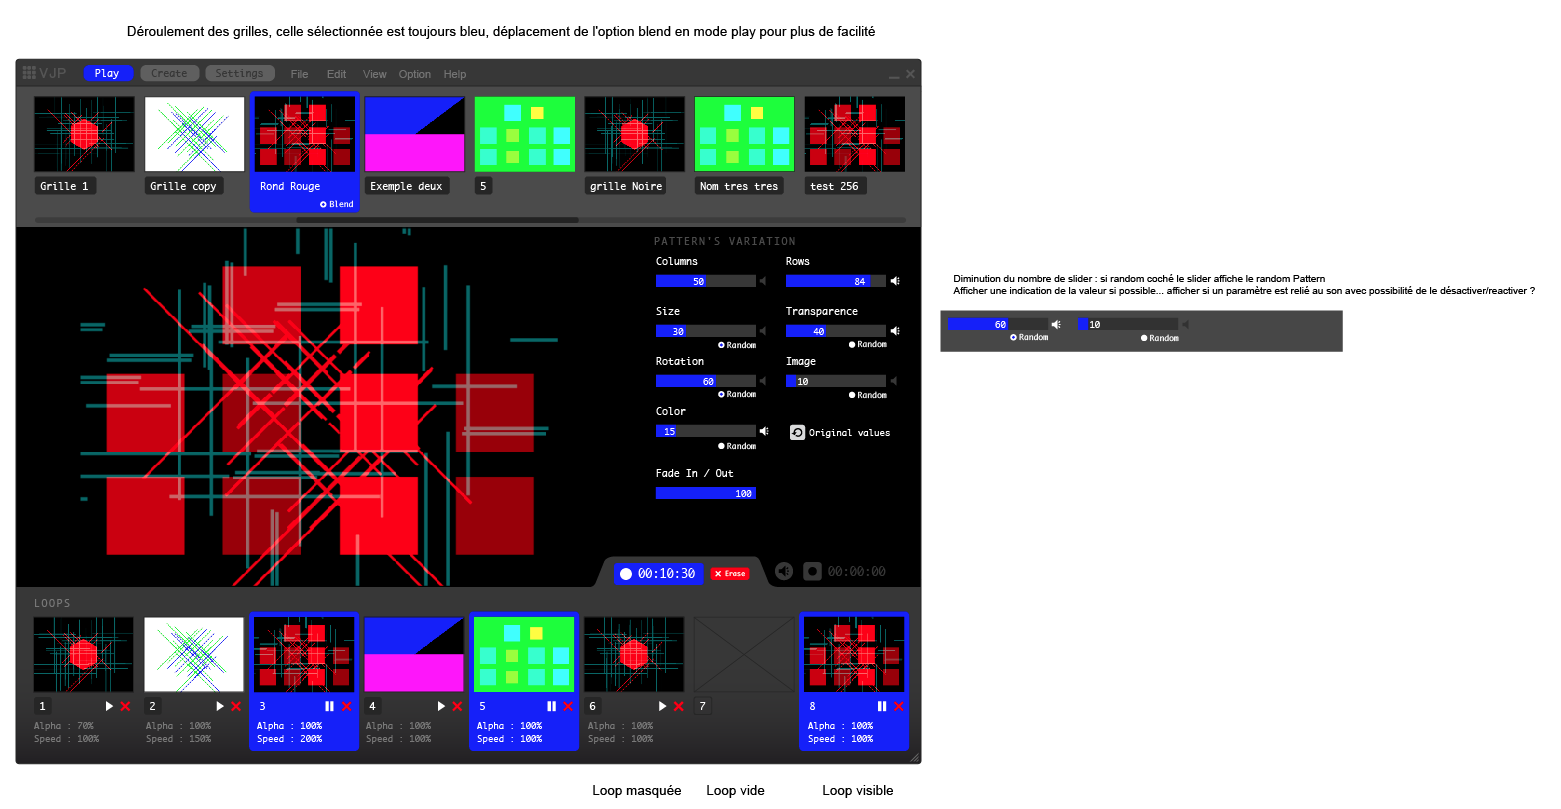 Déroulement des grilles, celle sélectionnée est toujours bleu, déplacement de l'option blend en mode play pour plus de facilité
VJP Play Create Settings File Edit View Option Help
Grille 1 Grille copy Rond Rouge Exemple deux 5 grille Noire Nom tres tres test 256
Blend
PATTERN'S VARIATION
Columns Rows
50 84
Size Transparence
30 40
Random Random
Rotation Image
60 10
Random Random
Color
15 Original values
Random
Fade In / Out
100
Diminution du nombre de slider : si random coché le slider affiche le random Pattern
Afficher une indication de la valeur si possible... afficher si un paramètre est relié au son avec possibilité de le désactiver/reactiver ?
60 10
Random Random
00:10:30 Erase 00:00:00
LOOPS
1 2 3 4 5 6 7 8
Alpha : 70% Alpha : 100% Alpha : 100% Alpha : 100% Alpha : 100% Alpha : 100% Alpha : 100%
Speed : 100% Speed : 150% Speed : 200% Speed : 100% Speed : 100% Speed : 100% Speed : 100%
Loop masquée Loop vide Loop visible